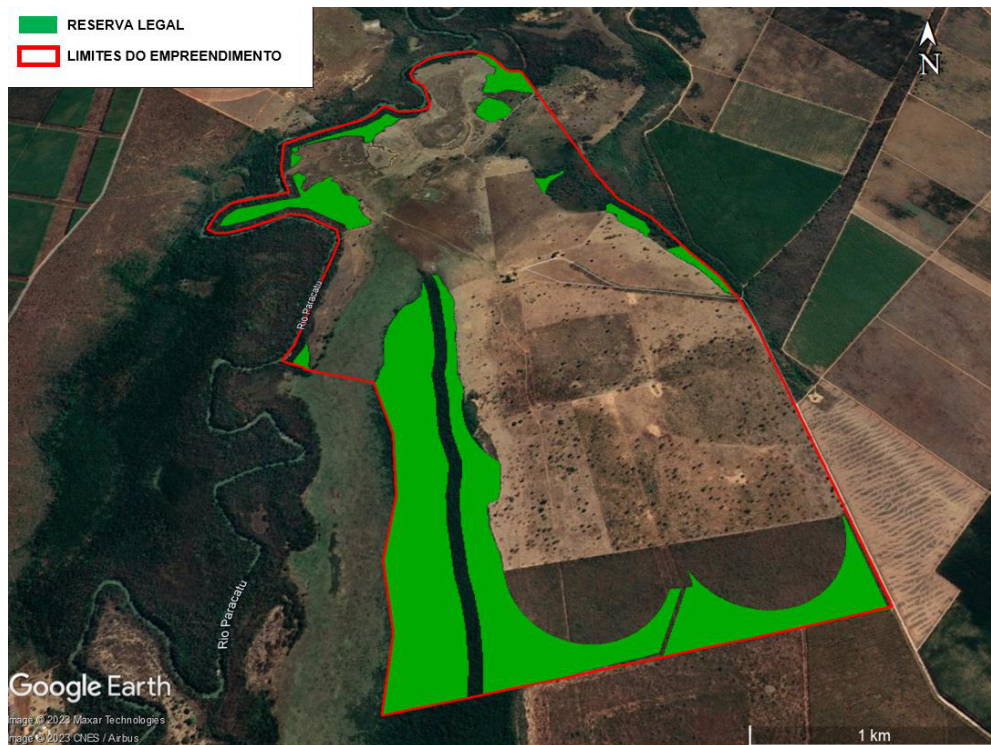 RESERVA LEGAL
LIMITES DO EMPREENDIMENTO
N
Rio Paracatu
Rio Paracatu
Google Earth
Image © 2023 Maxar Technologies
Image © 2023 CNES / Airbus
1 km